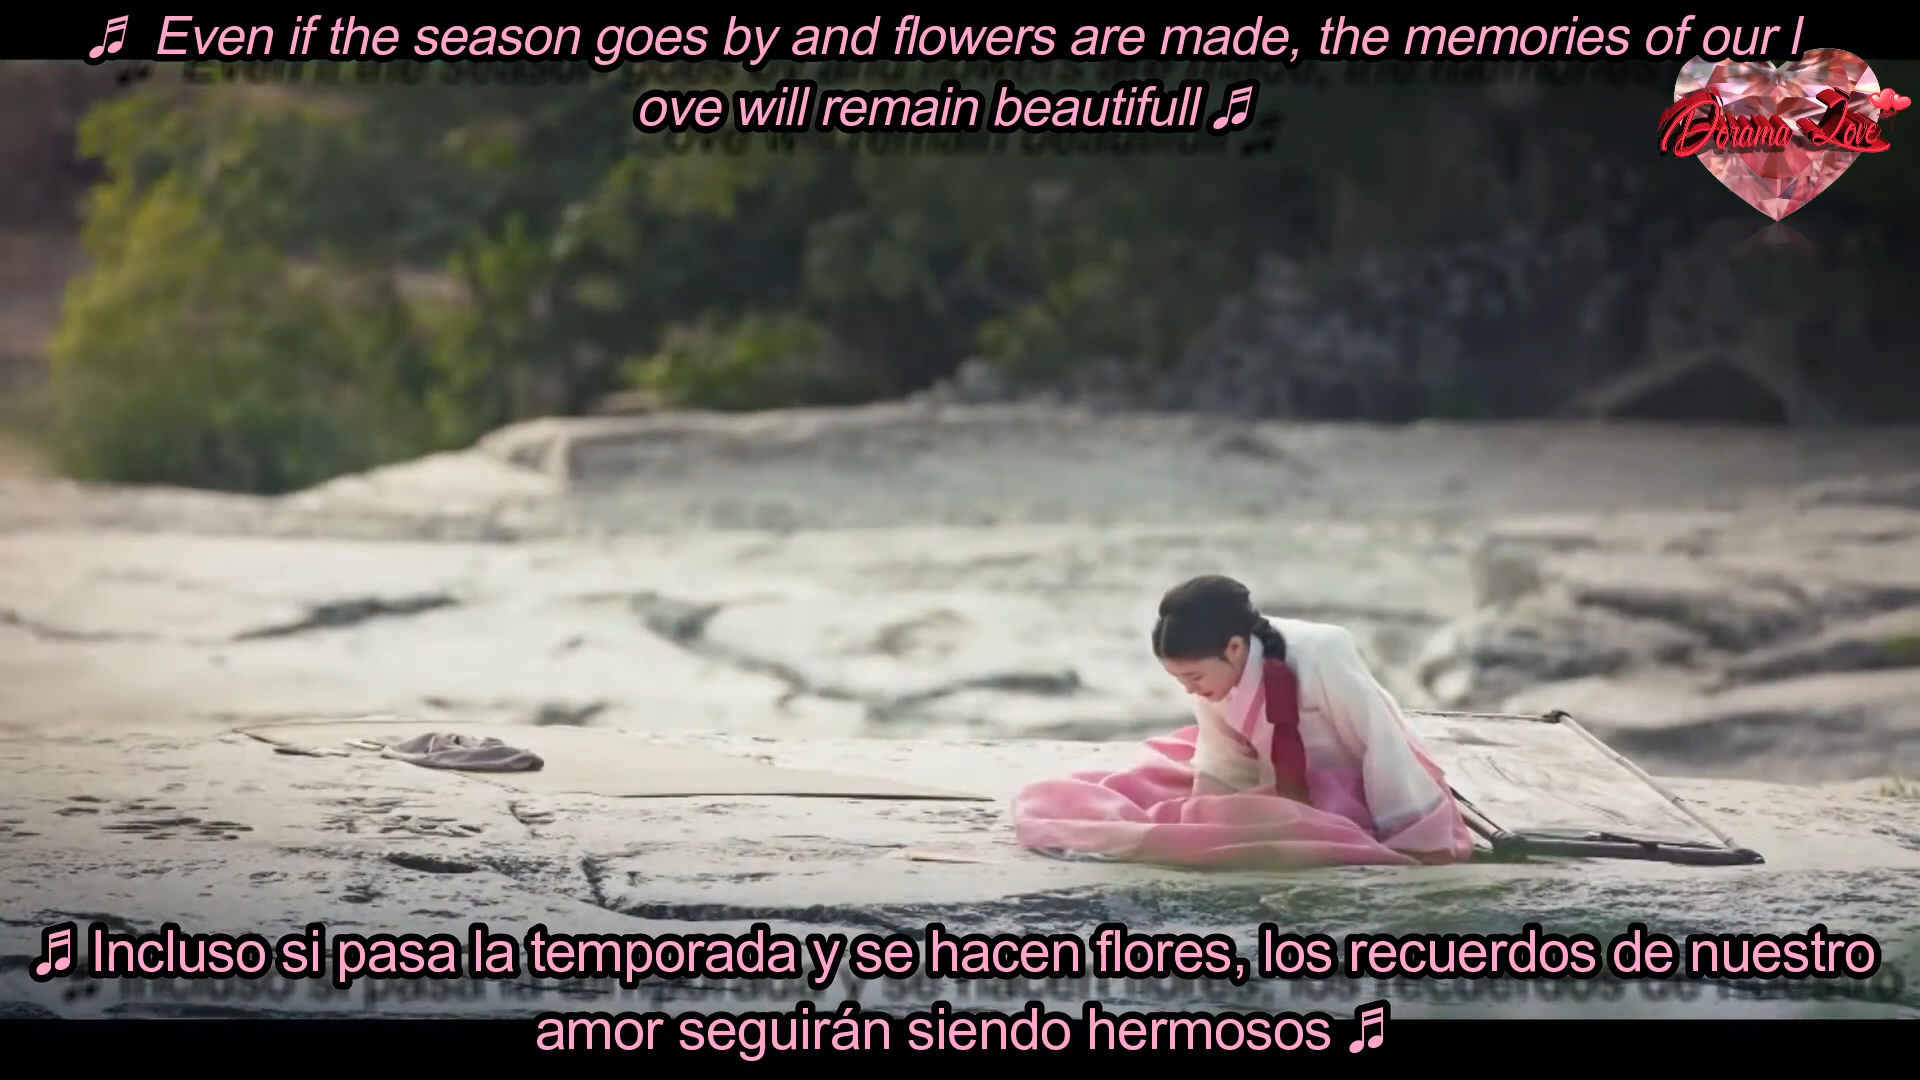 ♬ Even if the season goes by and flowers are made, the memories of our l
ove will remain beautifull ♬
Dorama Love
♬ Incluso si pasa la temporada y se hacen flores, los recuerdos de nuestro
amor seguirán siendo hermosos ♬